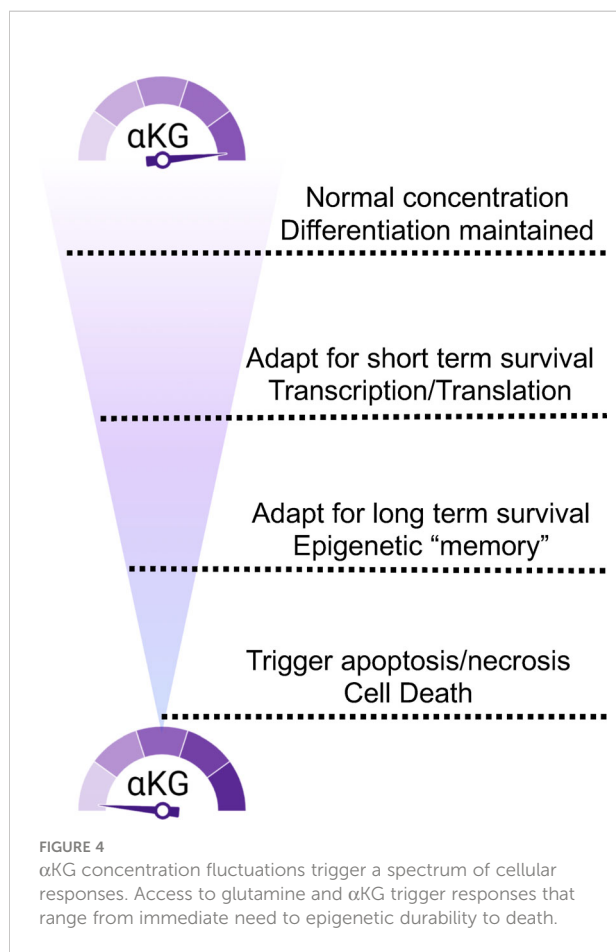 αKG
Normal concentration
Differentiation maintained
Adapt for short term survival
Transcription/Translation
Adapt for long term survival
Epigenetic “memory”
Trigger apoptosis/necrosis
Cell Death
αKG
FIGURE 4
αKG concentration fluctuations trigger a spectrum of cellular
responses. Access to glutamine and αKG trigger responses that
range from immediate need to epigenetic durability to death.